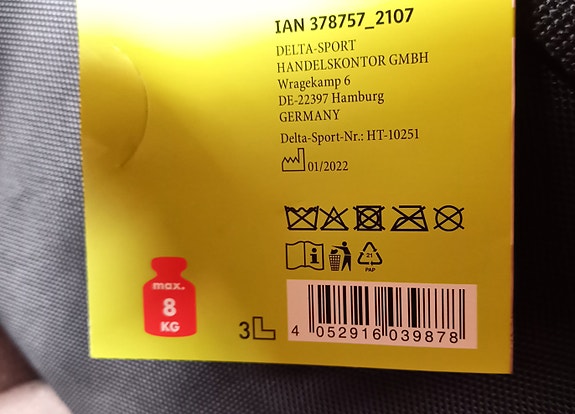 IAN 378757_2107
DELTA-SPORT
HANDELSKONTOR GMBH
Wragekamp 6
DE-22397 Hamburg
GERMANY
Delta-Sport-Nr.: HT-10251
01/2022
21
PAP
max.
8
KG
3L
4 052916 039878